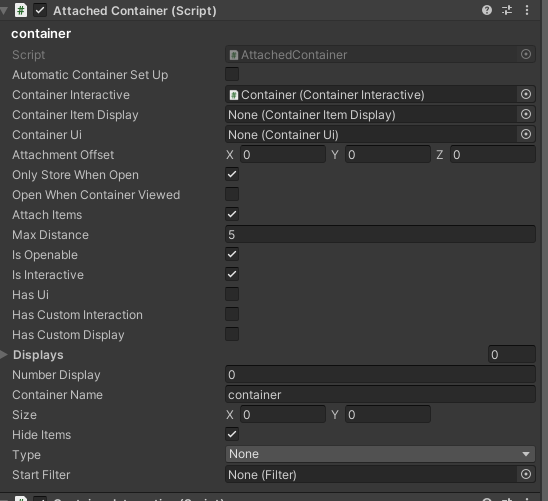 Attached Container (Script)
container
Script AttachedContainer
Automatic Container Set Up
Container Interactive Container (Container Interactive)
Container Item Display None (Container Item Display)
Container Ui None (Container Ui)
Attachment Offset X 0 Y 0 Z 0
Only Store When Open
Open When Container Viewed
Attach Items
Max Distance 5
Is Openable
Is Interactive
Has Ui
Has Custom Interaction
Has Custom Display
Displays 0
Number Display 0
Container Name container
Size X 0 Y 0
Hide Items
Type None
Start Filter None (Filter)